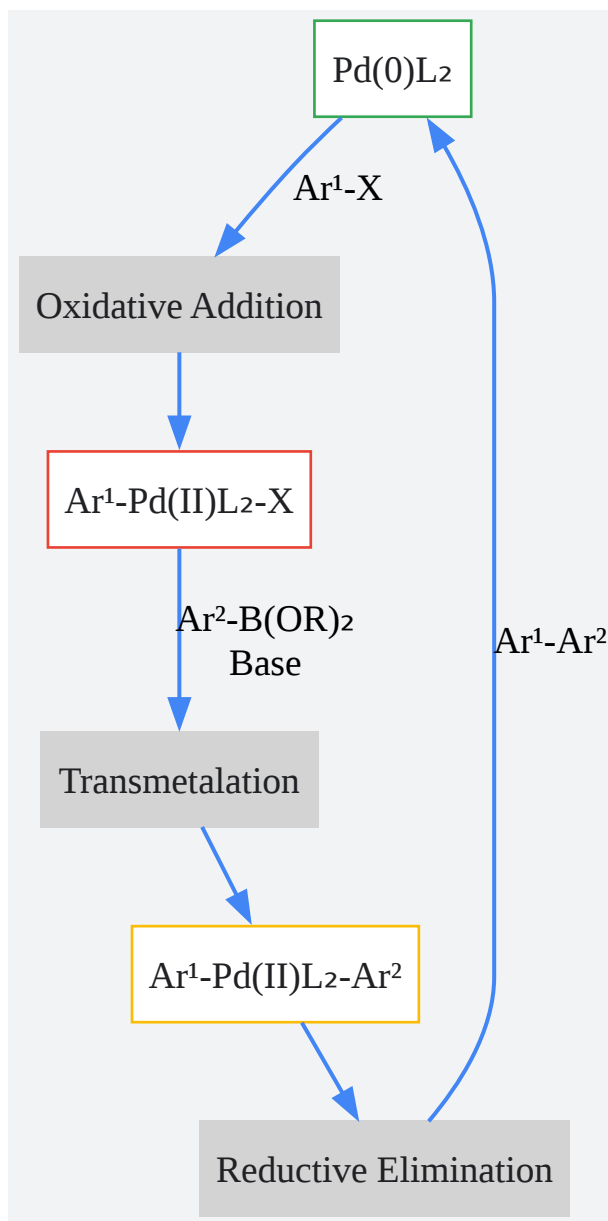 Pd(0)L₂
Ar¹-X
Oxidative Addition
Ar¹-Pd(II)L₂-X
Ar²-B(OR)₂
Base
Ar¹-Ar²
Transmetalation
Ar¹-Pd(II)L₂-Ar²
Reductive Elimination